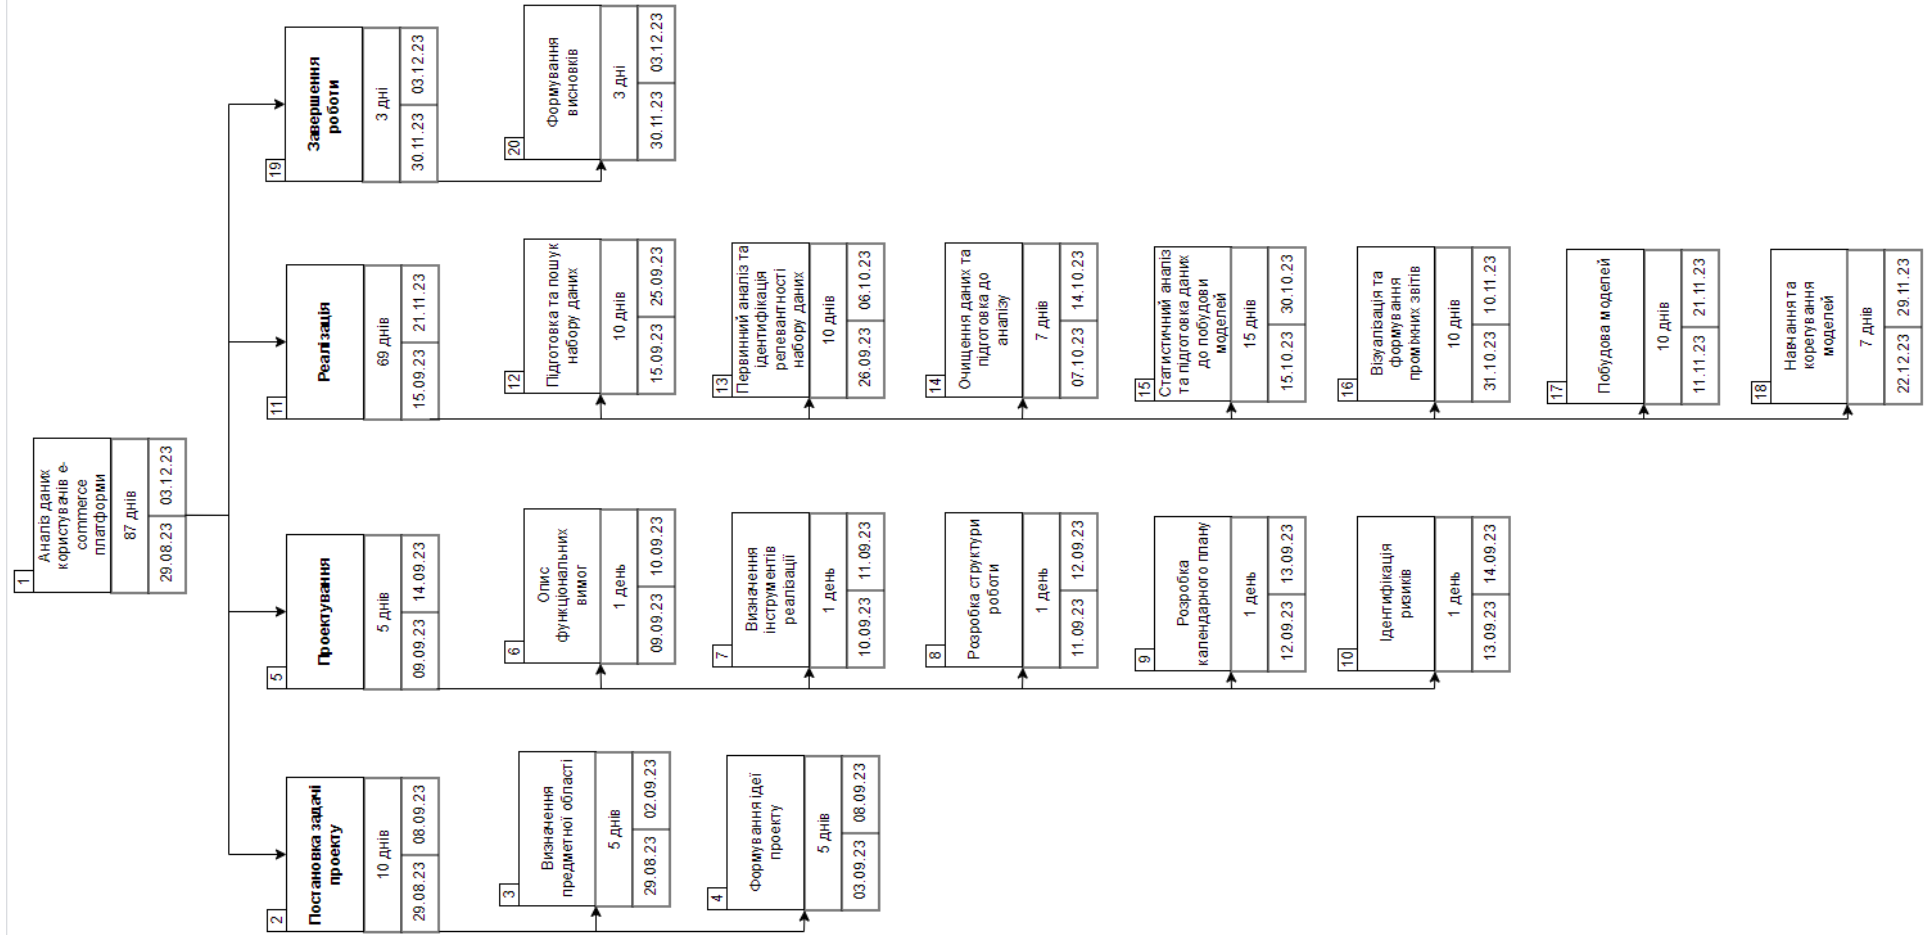 1
Аналіз даних
користувачів e-
commerce
платформи
87 днів
29.08.23
03.12.23
2
Постановка задачі
проекту
10 днів
29.08.23
08.09.23
3
Визначення
предметної області
5 днів
29.08.23
02.09.23
4
Формування ідеї
проекту
5 днів
03.09.23
08.09.23
5
Проектування
5 днів
09.09.23
14.09.23
6
Опис
функціональних
вимог
1 день
09.09.23
10.09.23
7
Визначення
інструментів
реалізації
1 день
10.09.23
11.09.23
8
Розробка структури
роботи
1 день
11.09.23
12.09.23
9
Розробка
календарного плану
1 день
12.09.23
13.09.23
10
Ідентифікація
ризиків
1 день
13.09.23
14.09.23
11
Реалізація
69 днів
15.09.23
21.11.23
12
Підготовка та пошук
набору даних
10 днів
15.09.23
25.09.23
13
Первинний аналіз та
ідентифікація
релевантності
набору даних
10 днів
26.09.23
06.10.23
14
Очищення даних та
підготовка до
аналізу
7 днів
07.10.23
14.10.23
15
Статистичний аналіз
та підготовка даних
до побудови
моделей
15 днів
15.10.23
30.10.23
16
Візуалізація та
формування
проміжних звітів
10 днів
31.10.23
10.11.23
17
Побудова моделей
10 днів
11.11.23
21.11.23
18
Навчання та
корегування
моделей
7 днів
22.12.23
29.11.23
19
Завершення
роботи
3 дні
30.11.23
03.12.23
20
Формування
висновків
3 дні
30.11.23
03.12.23